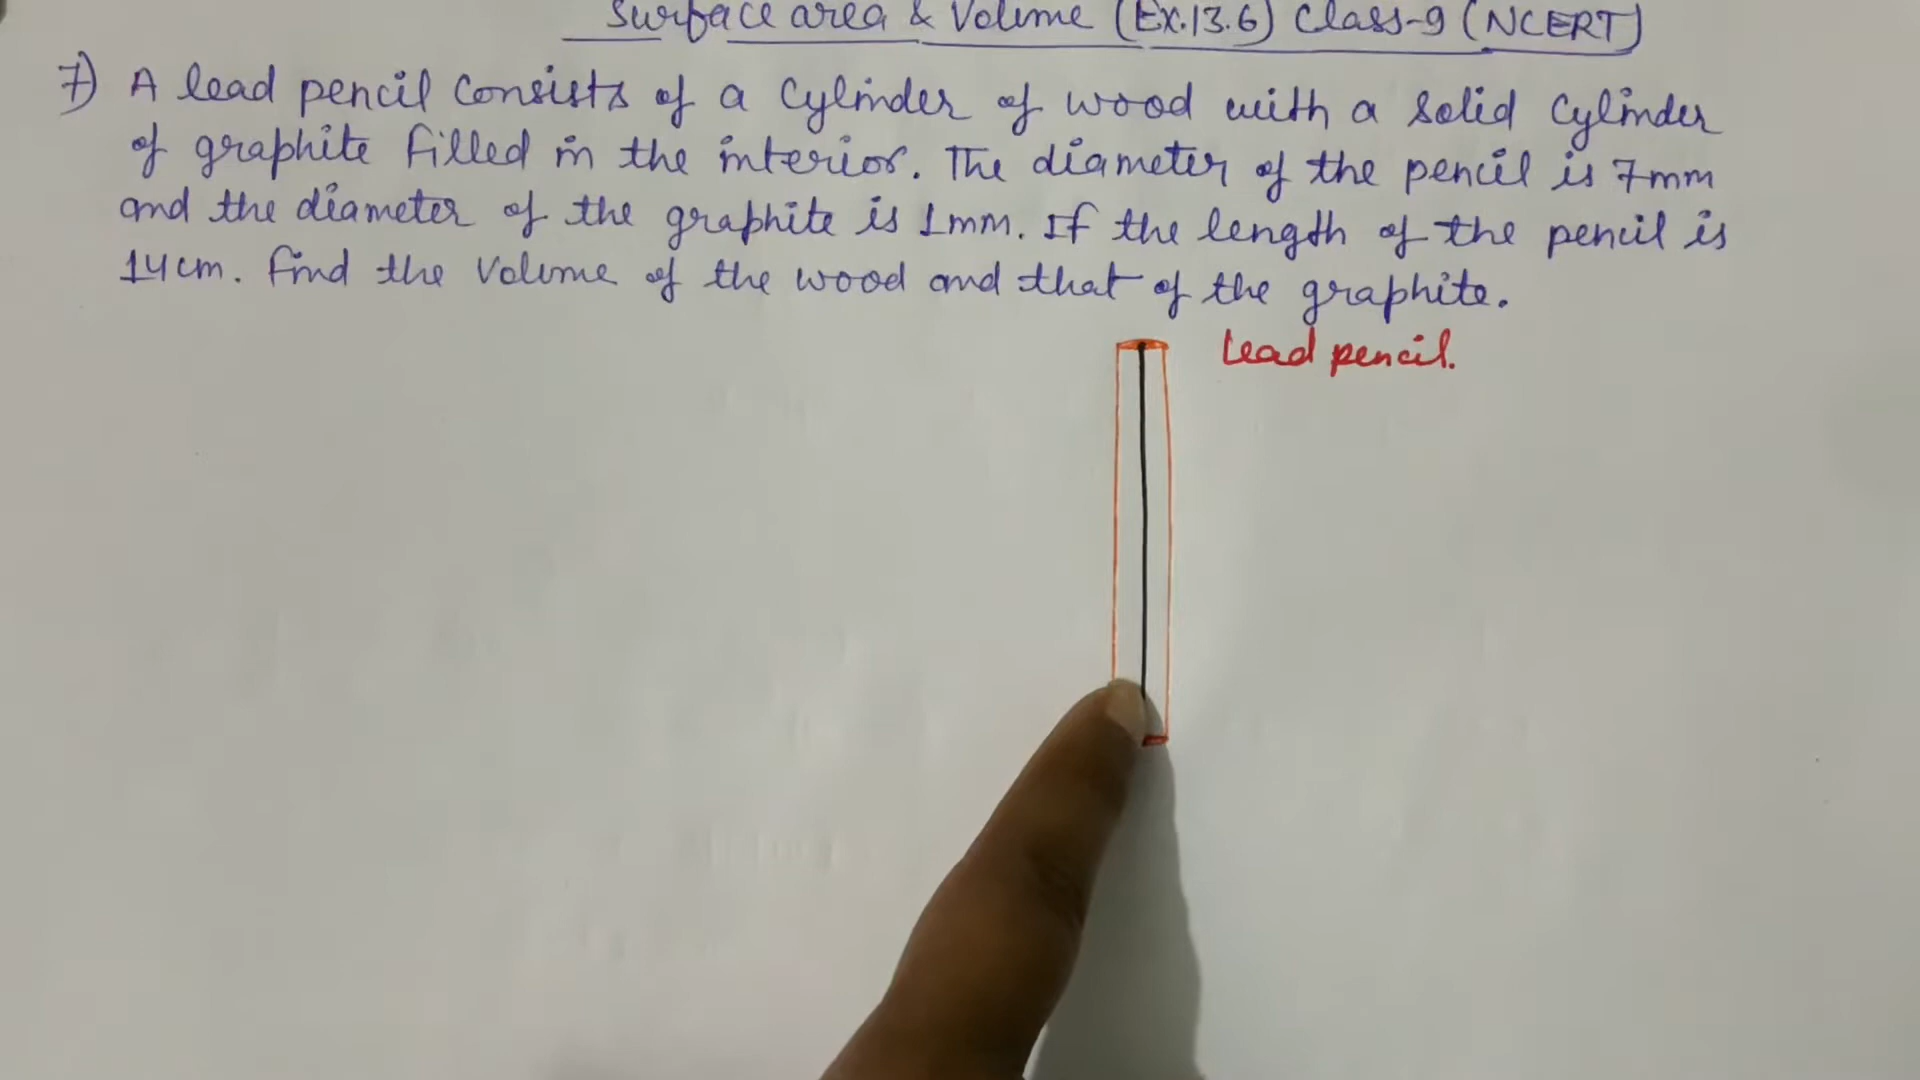 Surface area & Volume (Ex.13.6) Class-9 (NCERT)
7) A lead pencil consists of a cylinder of wood with a solid cylinder
of graphite filled in the interior. The diameter of the pencil is 7mm
and the diameter of the graphite is 1mm. If the length of the pencil is
14cm. find the volume of the wood and that of the graphite.
Lead pencil.